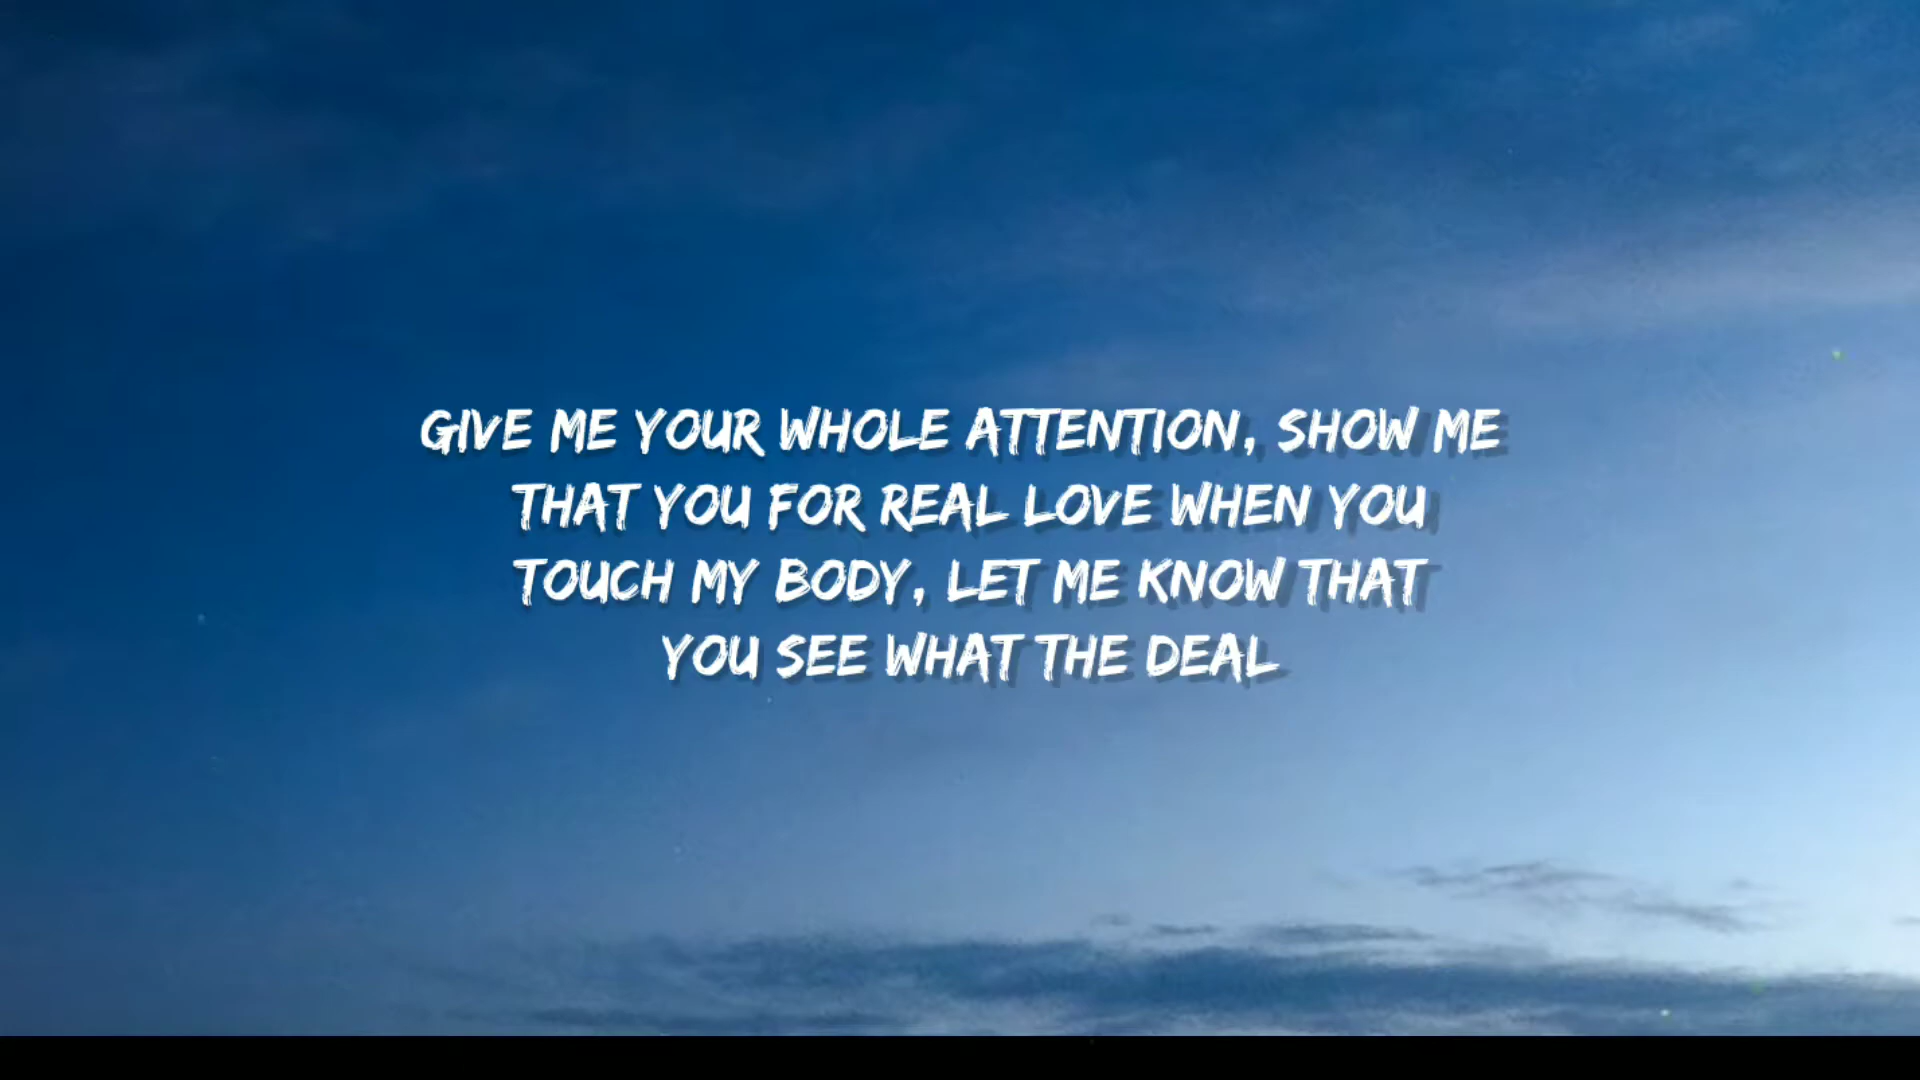 GIVE ME YOUR WHOLE ATTENTION, SHOW ME
THAT YOU FOR REAL LOVE WHEN YOU
TOUCH MY BODY, LET ME KNOW THAT
YOU SEE WHAT THE DEAL